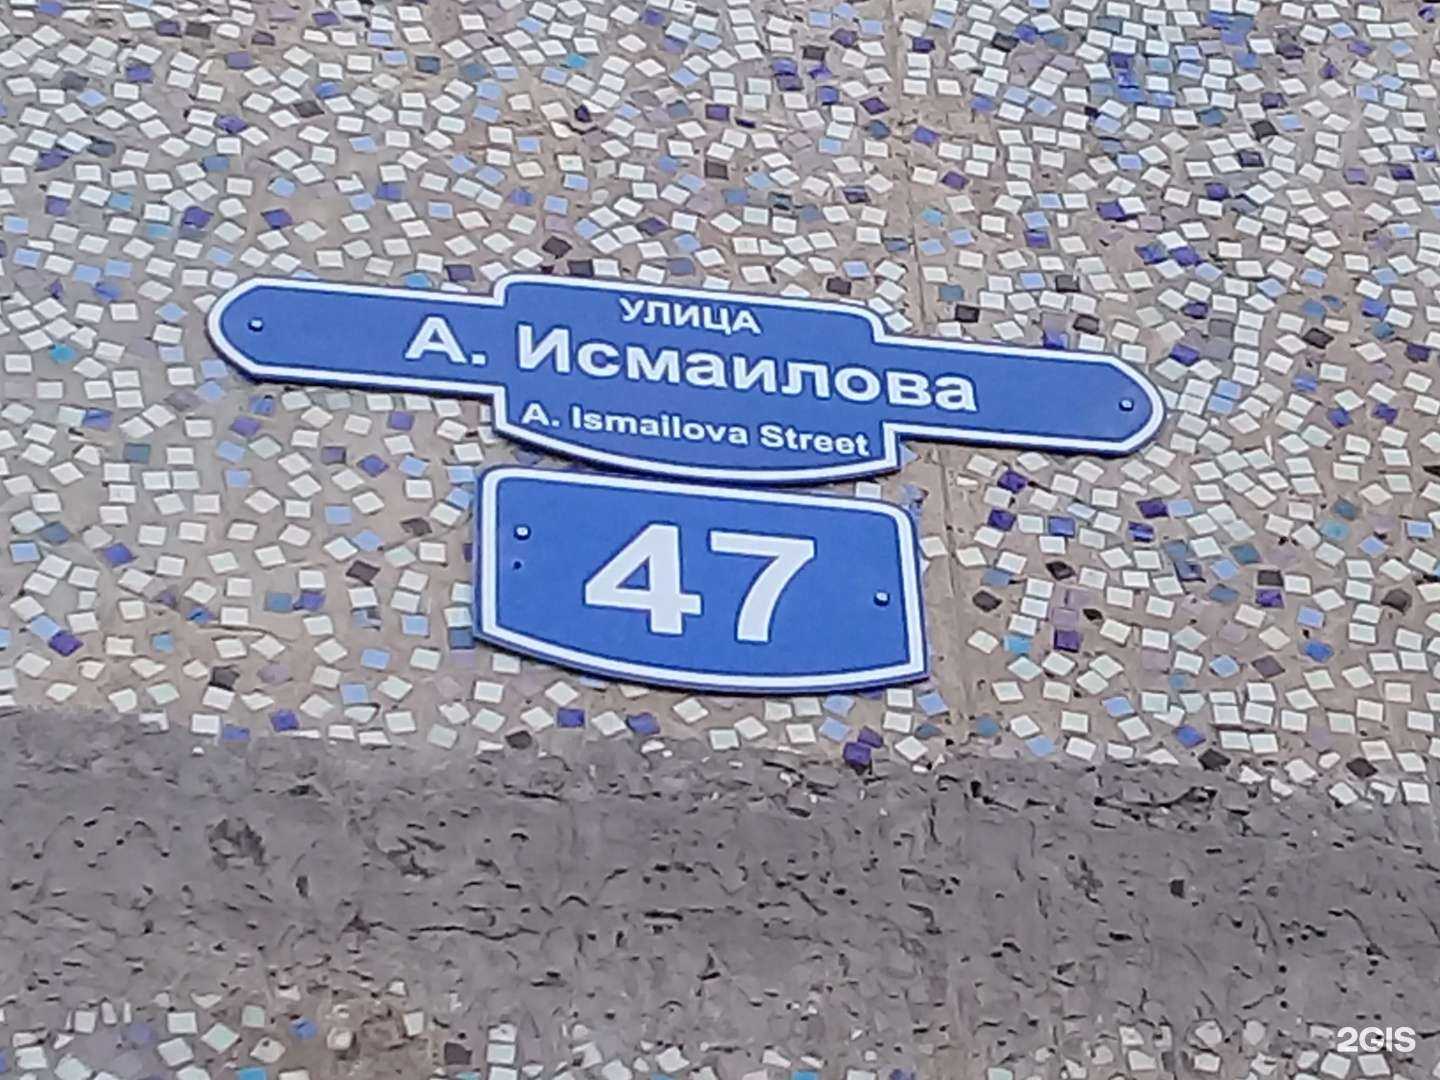 УЛИЦА
А. Исмаилова
A. Ismailova Street
47
2GIS